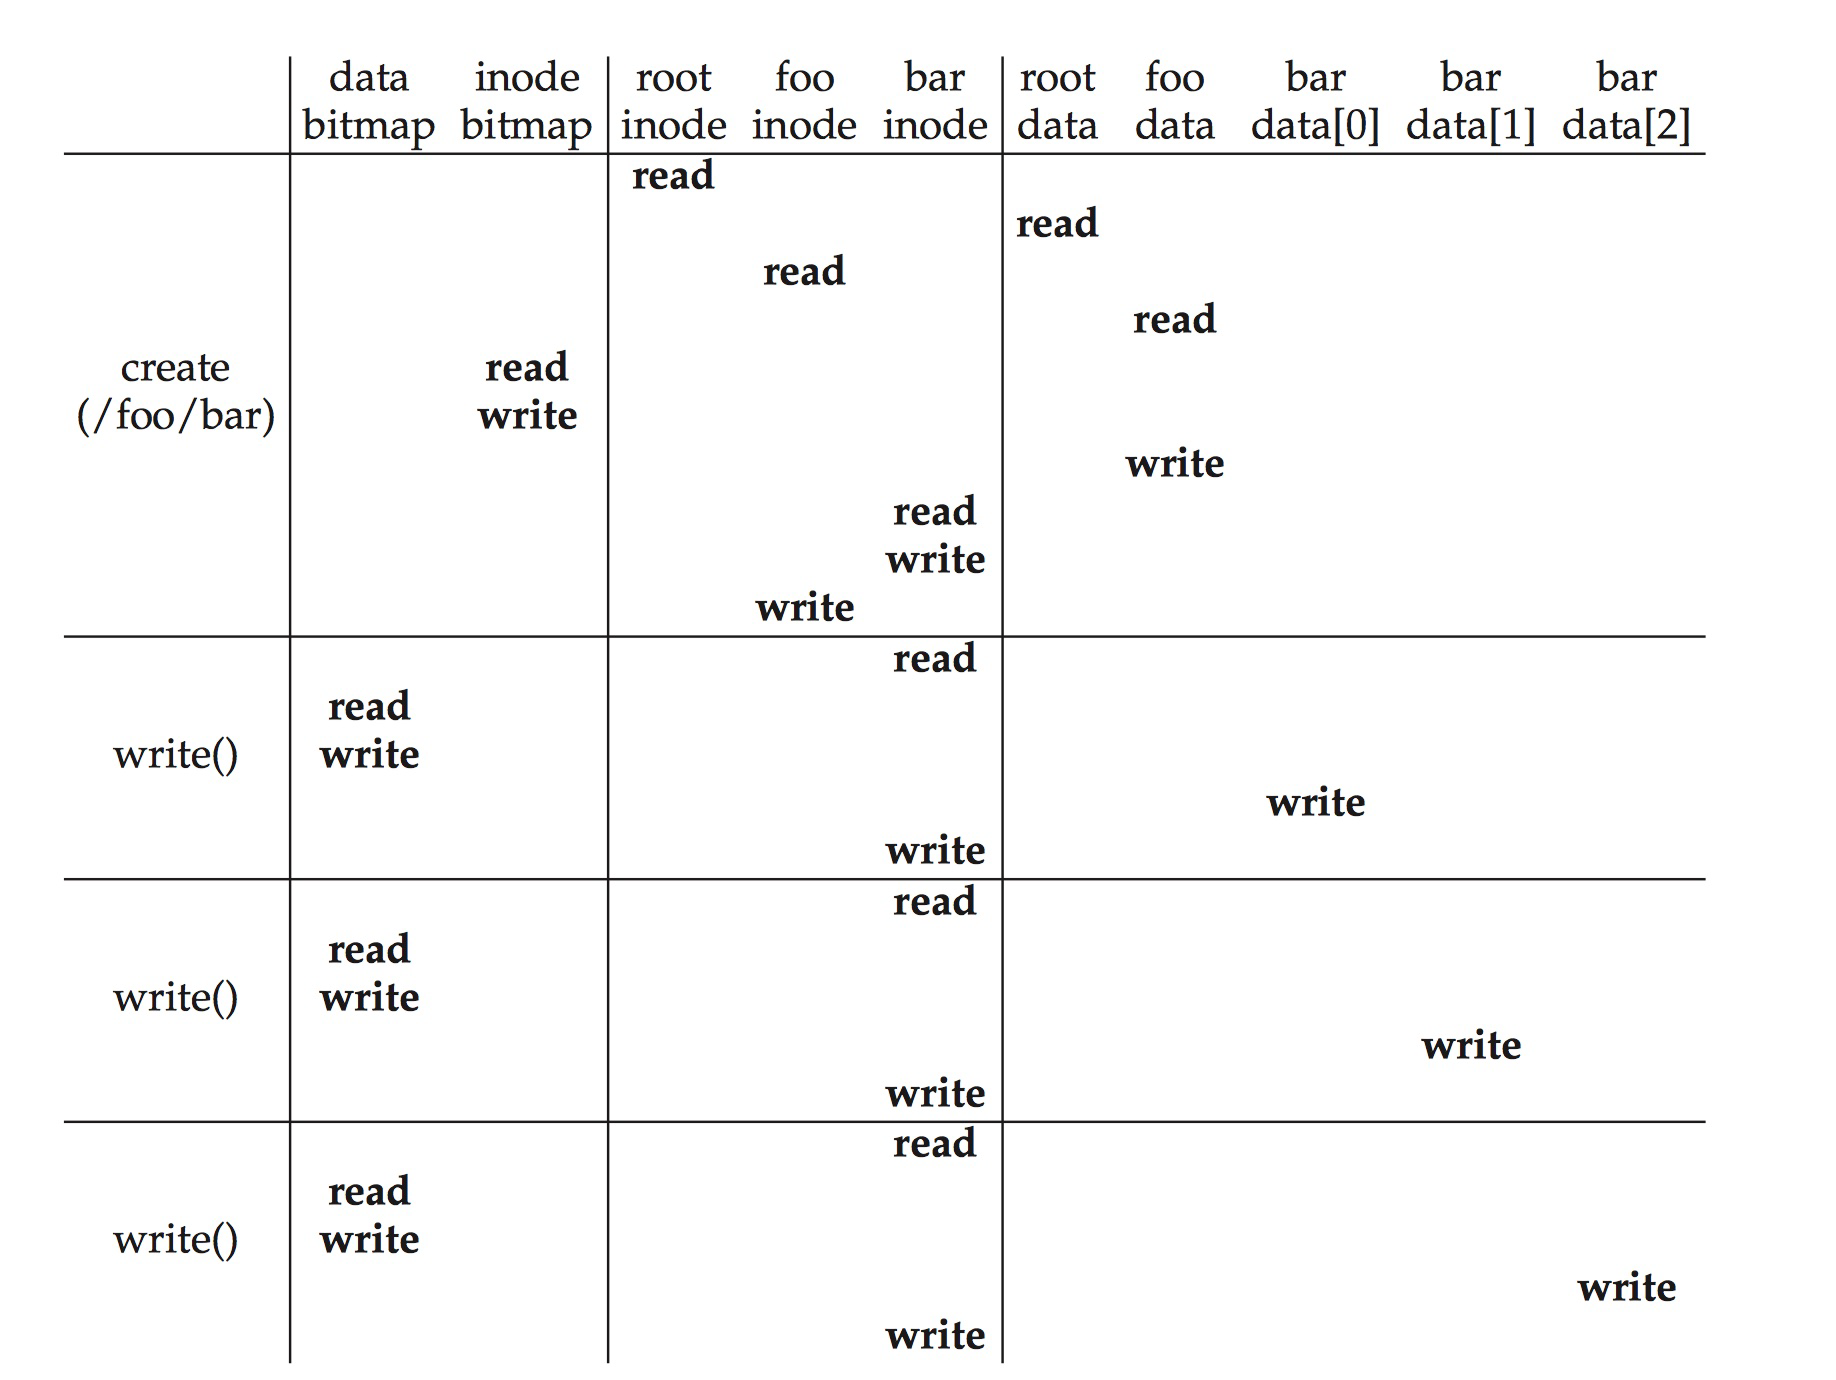 data inode root foo bar root foo bar bar bar
bitmap bitmap inode inode inode data data data[0] data[1] data[2]
read
read
read
read
create read
(/foo/bar) write
write
read
write
write
read
read
write() write
write
write
read
read
write() write
write
write
read
read
write() write
write
write